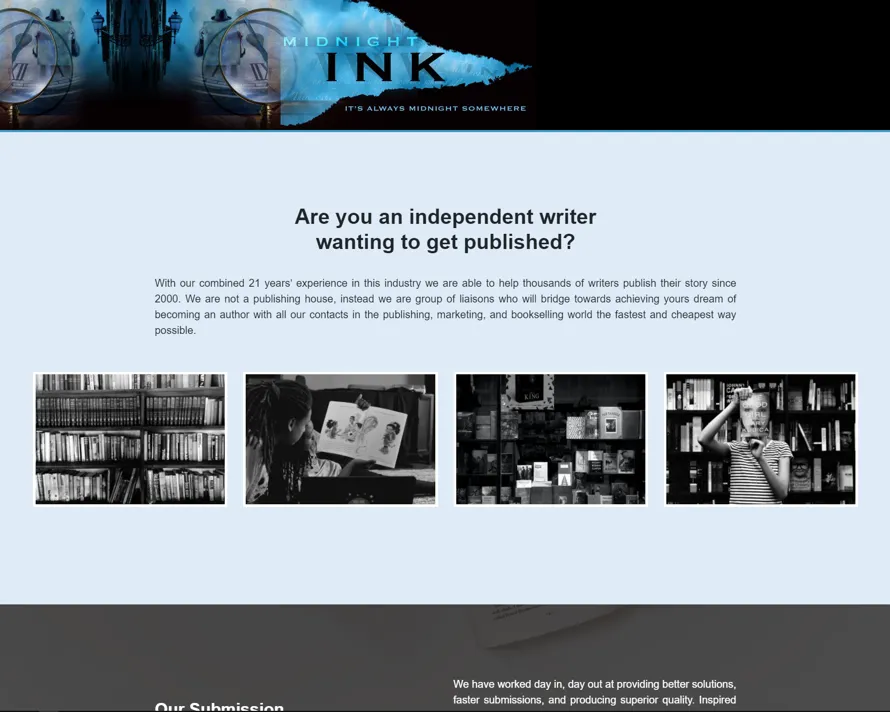 MIDNIGHT
INK
IT'S ALWAYS MIDNIGHT SOMEWHERE
Are you an independent writer
wanting to get published?
With our combined 21 years' experience in this industry we are able to help thousands of writers publish their story since
2000. We are not a publishing house, instead we are group of liaisons who will bridge towards achieving yours dream of
becoming an author with all our contacts in the publishing, marketing, and bookselling world the fastest and cheapest way
possible.
KING
We have worked day in, day out at providing better solutions,
Our Submission
faster submissions, and producing superior quality. Inspired